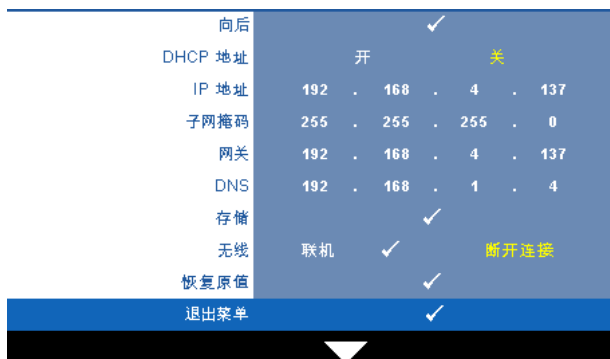 向后 ✓
DHCP 地址 开 关
IP 地址 192 . 168 . 4 . 137
子网掩码 255 . 255 . 255 . 0
网关 192 . 168 . 4 . 137
DNS 192 . 168 . 1 . 4
存储 ✓
无线 联机 ✓ 断开连接
恢复原值 ✓
退出菜单 ✓